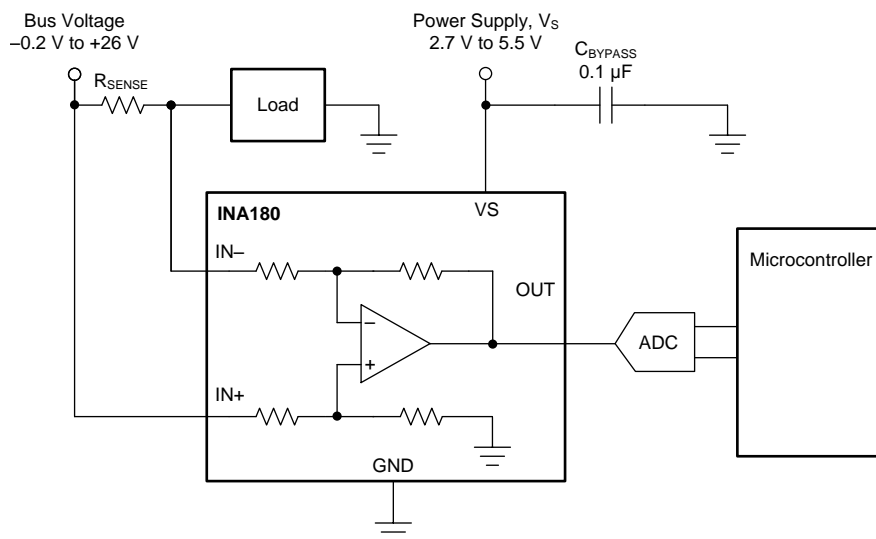 Bus Voltage
–0.2 V to +26 V
Power Supply, VS
2.7 V to 5.5 V
CBYPASS
0.1 µF
RSENSE
Load
INA180
VS
IN–
OUT
Microcontroller
–
+
ADC
IN+
GND